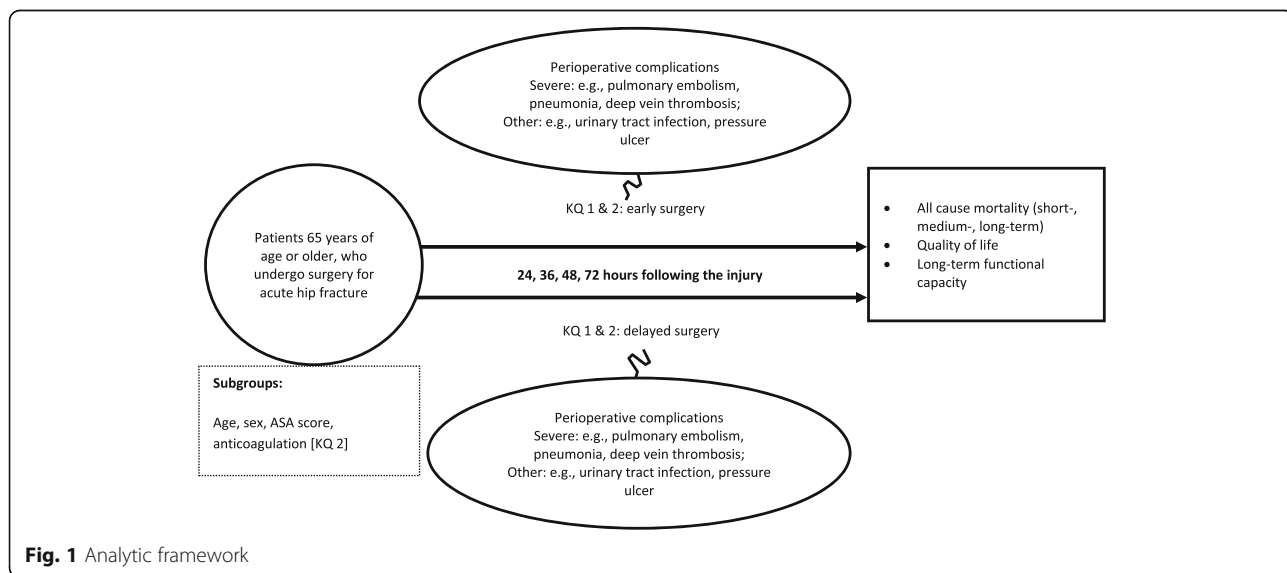 Perioperative complications
Severe: e.g., pulmonary embolism,
pneumonia, deep vein thrombosis;
Other: e.g., urinary tract infection, pressure
ulcer
KQ 1 & 2: early surgery
Patients 65 years of
age or older, who
undergo surgery for
acute hip fracture
24, 36, 48, 72 hours following the injury
• All cause mortality (short-,
medium-, long-term)
• Quality of life
• Long-term functional
capacity
KQ 1 & 2: delayed surgery
Subgroups:
Age, sex, ASA score,
anticoagulation [KQ 2]
Perioperative complications
Severe: e.g., pulmonary embolism,
pneumonia, deep vein thrombosis;
Other: e.g., urinary tract infection, pressure
ulcer
Fig. 1 Analytic framework